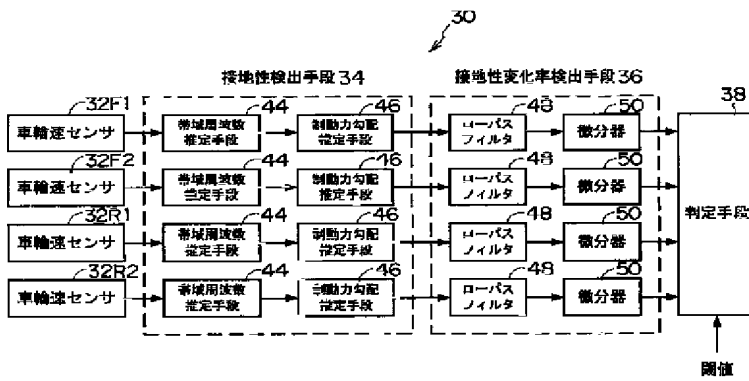 30
接地性検出手段34
接地性変化率検出手段36
38
32F1
44
46
48
50
車輪速センサ
帯域周波数
推定手段
制動力勾配
推定手段
ローパス
フィルタ
微分器
32F2
44
46
48
50
車輪速センサ
帯域周波数
推定手段
制動力勾配
推定手段
ローパス
フィルタ
微分器
判定手段
32R1
44
46
48
50
車輪速センサ
帯域周波数
推定手段
制動力勾配
推定手段
ローパス
フィルタ
微分器
32R2
44
46
48
50
車輪速センサ
帯域周波数
推定手段
制動力勾配
推定手段
ローパス
フィルタ
微分器
閾値